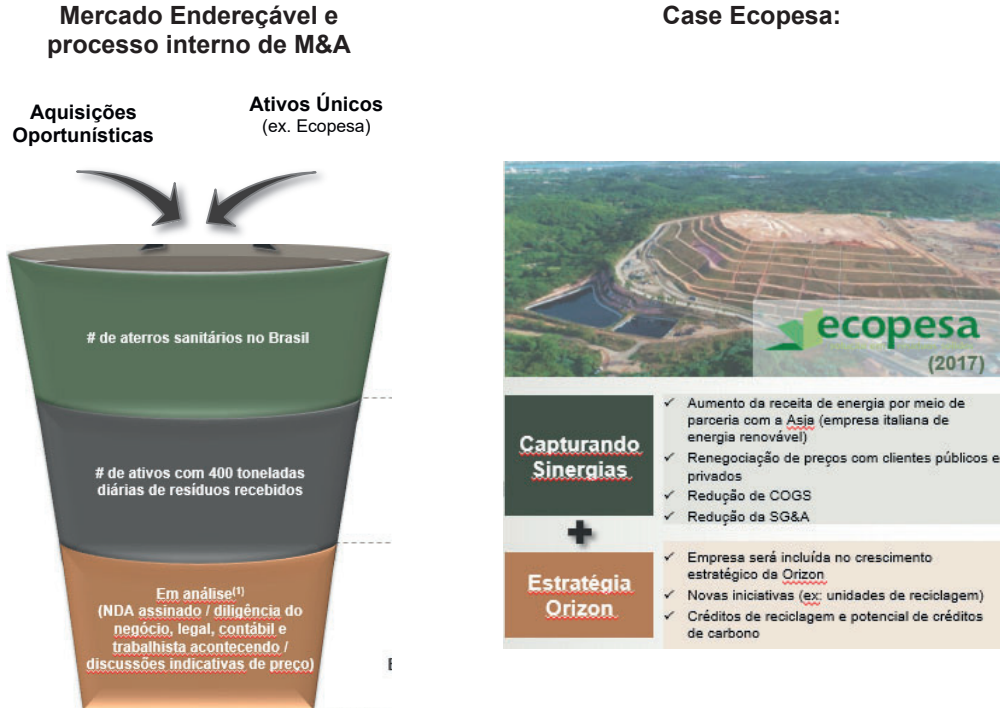 Mercado Endereçável e
processo interno de M&A
Aquisições
Oportunísticas
Ativos Únicos
(ex. Ecopesa)
# de aterros sanitários no Brasil
# de ativos com 400 toneladas
diárias de resíduos recebidos
Em análise(1)
(NDA assinado / diligência do
negócio, legal, contábil e
trabalhista acontecendo /
discussões indicativas de preço)
Case Ecopesa:
ecopesa
(2017)
Capturando
Sinergias
✓ Aumento da receita de energia por meio de
parceria com a Asja (empresa italiana de
energia renovável)
✓ Renegociação de preços com clientes públicos e
privados
✓ Redução de COGS
✓ Redução da SG&A
+
Estratégia
Orizon
✓ Empresa será incluída no crescimento
estratégico da Orizon
✓ Novas iniciativas (ex: unidades de reciclagem)
✓ Créditos de reciclagem e potencial de créditos
de carbono